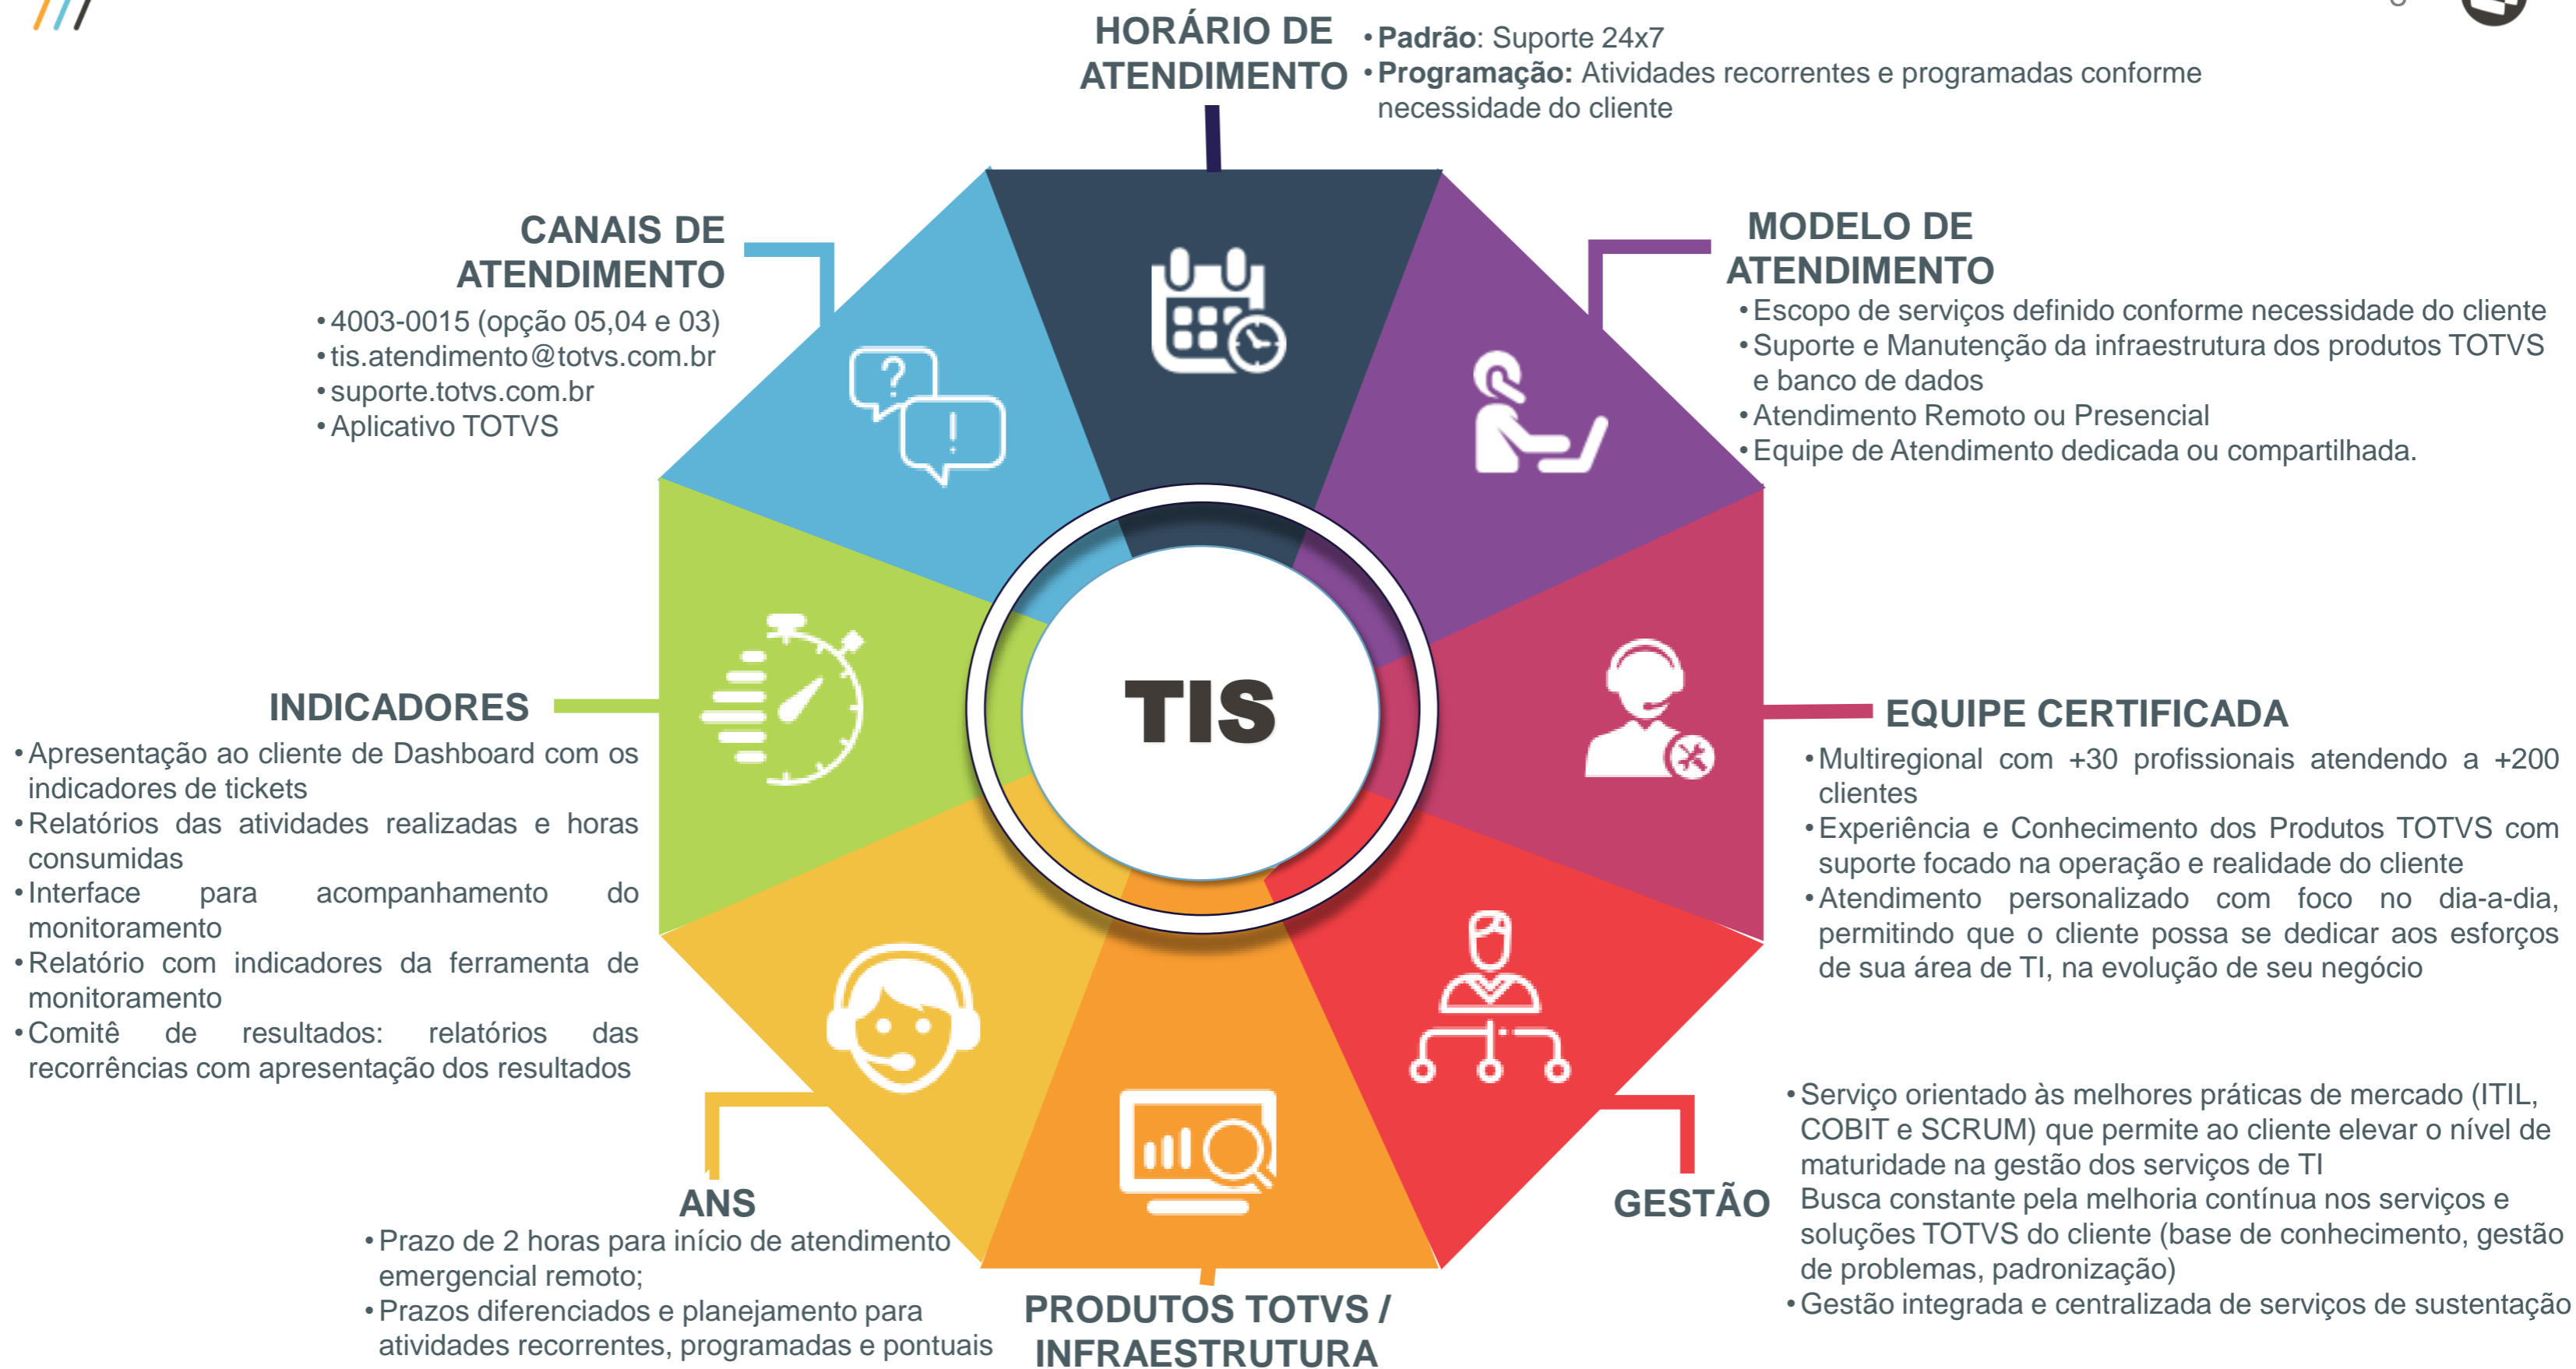 HORÁRIO DE
ATENDIMENTO
• Padrão: Suporte 24x7
• Programação: Atividades recorrentes e programadas conforme
necessidade do cliente
CANAIS DE
ATENDIMENTO
• 4003-0015 (opção 05,04 e 03)
• tis.atendimento@totvs.com.br
• suporte.totvs.com.br
• Aplicativo TOTVS
MODELO DE
ATENDIMENTO
• Escopo de serviços definido conforme necessidade do cliente
• Suporte e Manutenção da infraestrutura dos produtos TOTVS
e banco de dados
• Atendimento Remoto ou Presencial
• Equipe de Atendimento dedicada ou compartilhada.
?
!
TIS
INDICADORES
• Apresentação ao cliente de Dashboard com os
indicadores de tickets
• Relatórios das atividades realizadas e horas
consumidas
• Interface para acompanhamento do
monitoramento
• Relatório com indicadores da ferramenta de
monitoramento
• Comitê de resultados: relatórios das
recorrências com apresentação dos resultados
EQUIPE CERTIFICADA
• Multiregional com +30 profissionais atendendo a +200
clientes
• Experiência e Conhecimento dos Produtos TOTVS com
suporte focado na operação e realidade do cliente
• Atendimento personalizado com foco no dia-a-dia,
permitindo que o cliente possa se dedicar aos esforços
de sua área de TI, na evolução de seu negócio
ANS
• Prazo de 2 horas para início de atendimento
emergencial remoto;
• Prazos diferenciados e planejamento para
atividades recorrentes, programadas e pontuais
PRODUTOS TOTVS /
INFRAESTRUTURA
GESTÃO
• Serviço orientado às melhores práticas de mercado (ITIL,
COBIT e SCRUM) que permite ao cliente elevar o nível de
maturidade na gestão dos serviços de TI
Busca constante pela melhoria contínua nos serviços e
soluções TOTVS do cliente (base de conhecimento, gestão
de problemas, padronização)
• Gestão integrada e centralizada de serviços de sustentação